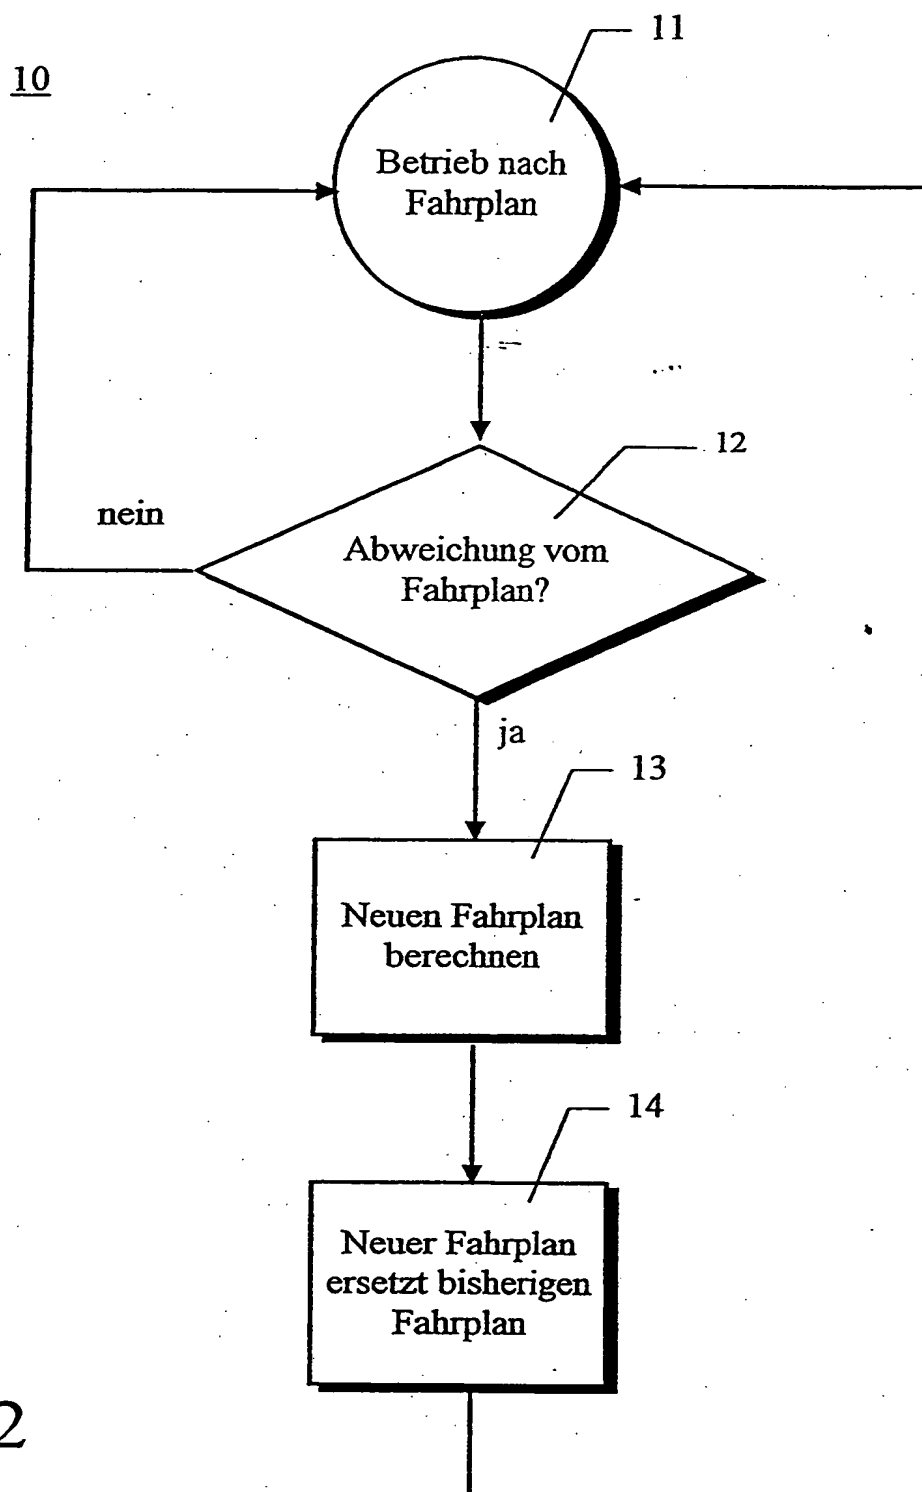 11
10
Betrieb nach
Fahrplan
12
nein
Abweichung vom
Fahrplan?
ja
13
Neuen Fahrplan
berechnen
14
Neuer Fahrplan
ersetzt bisherigen
Fahrplan
2